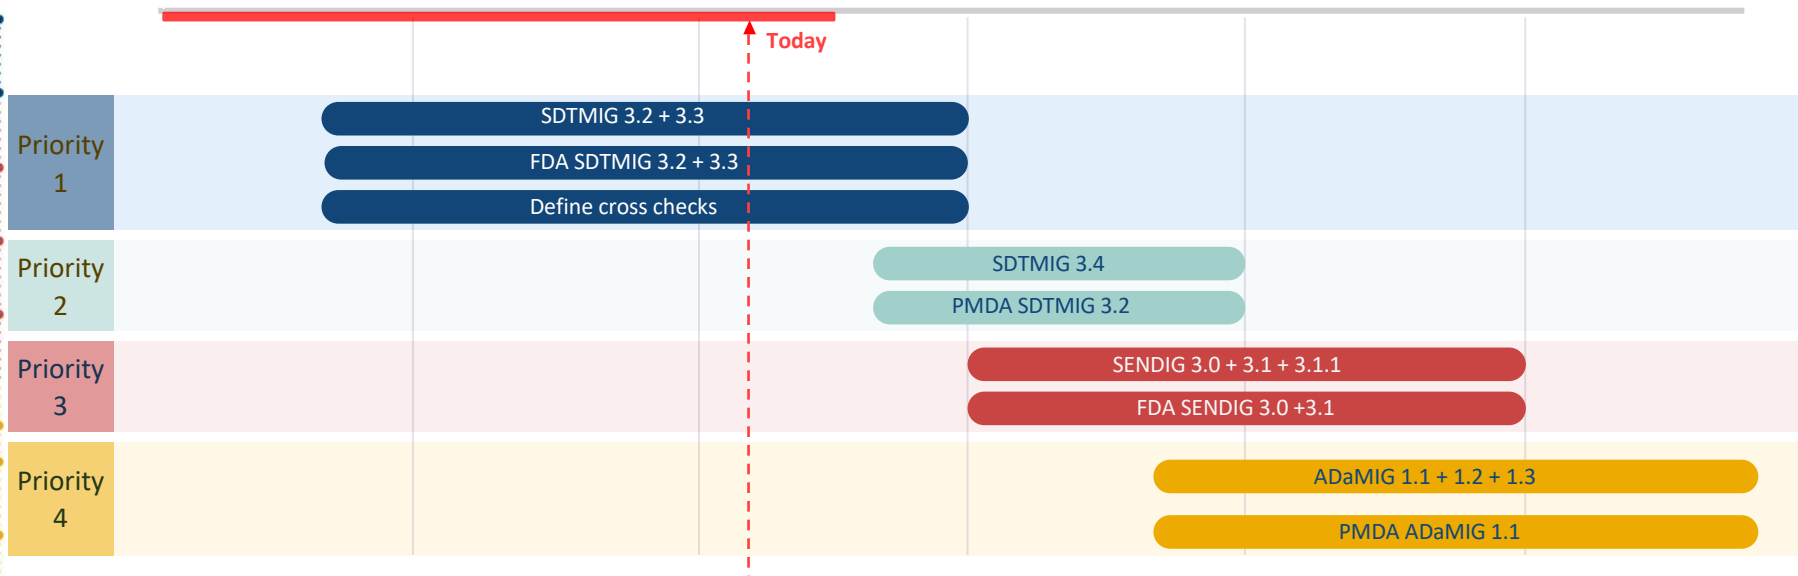 Today
Priority
1
SDTMIG 3.2 + 3.3
FDA SDTMIG 3.2 + 3.3
Define cross checks
Priority
2
SDTMIG 3.4
PMDA SDTMIG 3.2
Priority
3
SENDIG 3.0 + 3.1 + 3.1.1
FDA SENDIG 3.0 +3.1
Priority
4
ADaMIG 1.1 + 1.2 + 1.3
PMDA ADaMIG 1.1